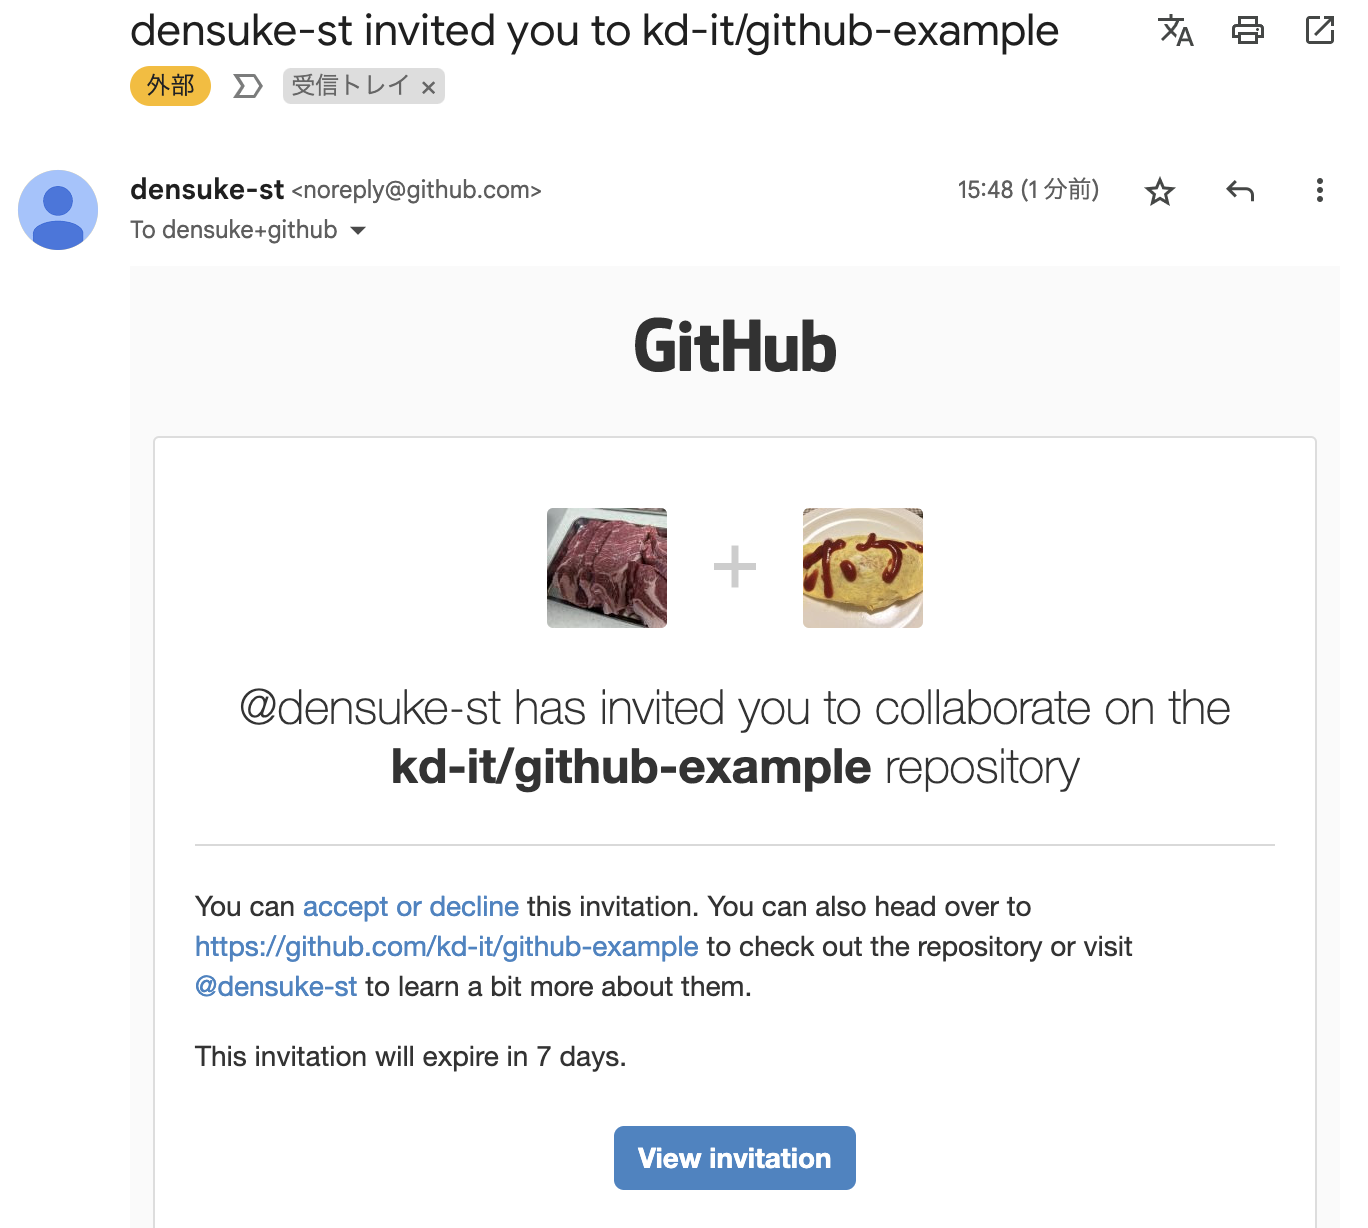 densuke-st invited you to kd-it/github-example
外部
受信トレイ ×
densuke-st <noreply@github.com>
15:48 (1 分前)
To densuke+github
GitHub
ボケ
@densuke-st has invited you to collaborate on the
kd-it/github-example repository
You can accept or decline this invitation. You can also head over to
https://github.com/kd-it/github-example to check out the repository or visit
@densuke-st to learn a bit more about them.
This invitation will expire in 7 days.
View invitation